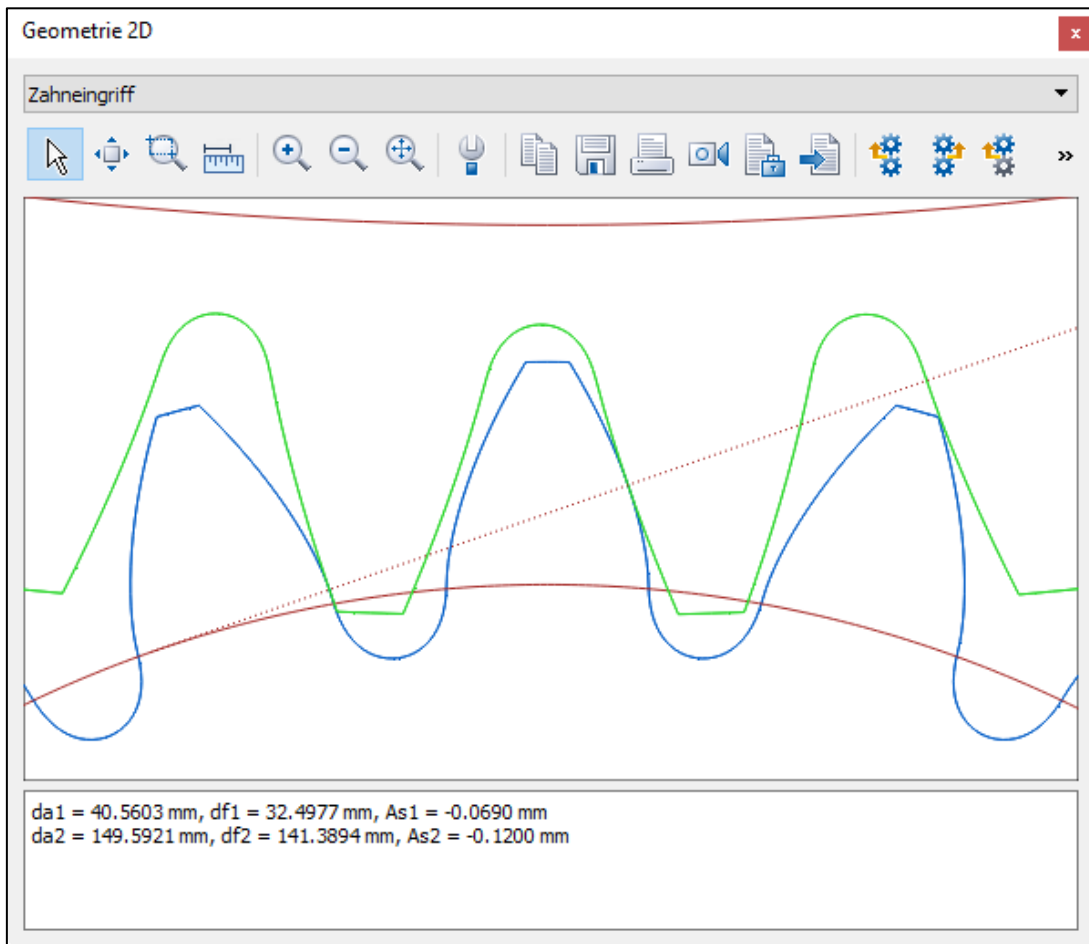 Geometrie 2D
x
Zahneingriff
»
da1 = 40.5603 mm, df1 = 32.4977 mm, As1 = -0.0690 mm
da2 = 149.5921 mm, df2 = 141.3894 mm, As2 = -0.1200 mm